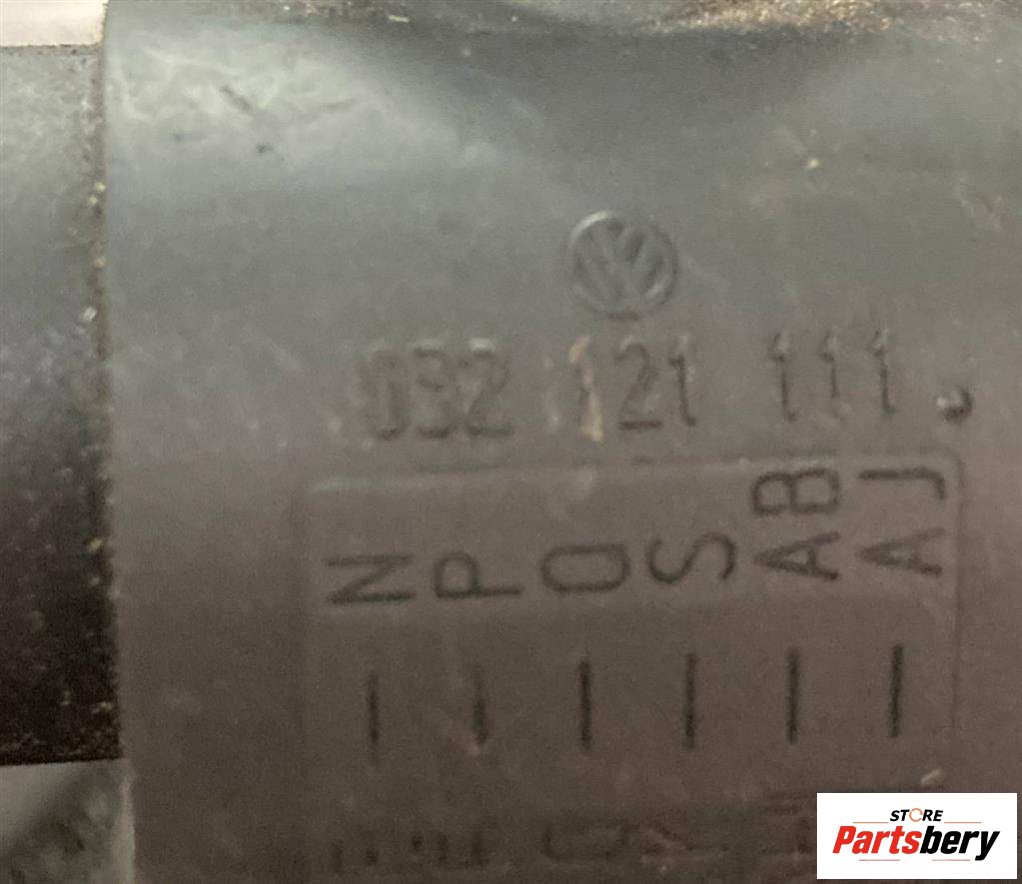 032 121 111.
N
P
Q
S
AB
AJ
STORE
Partsbery